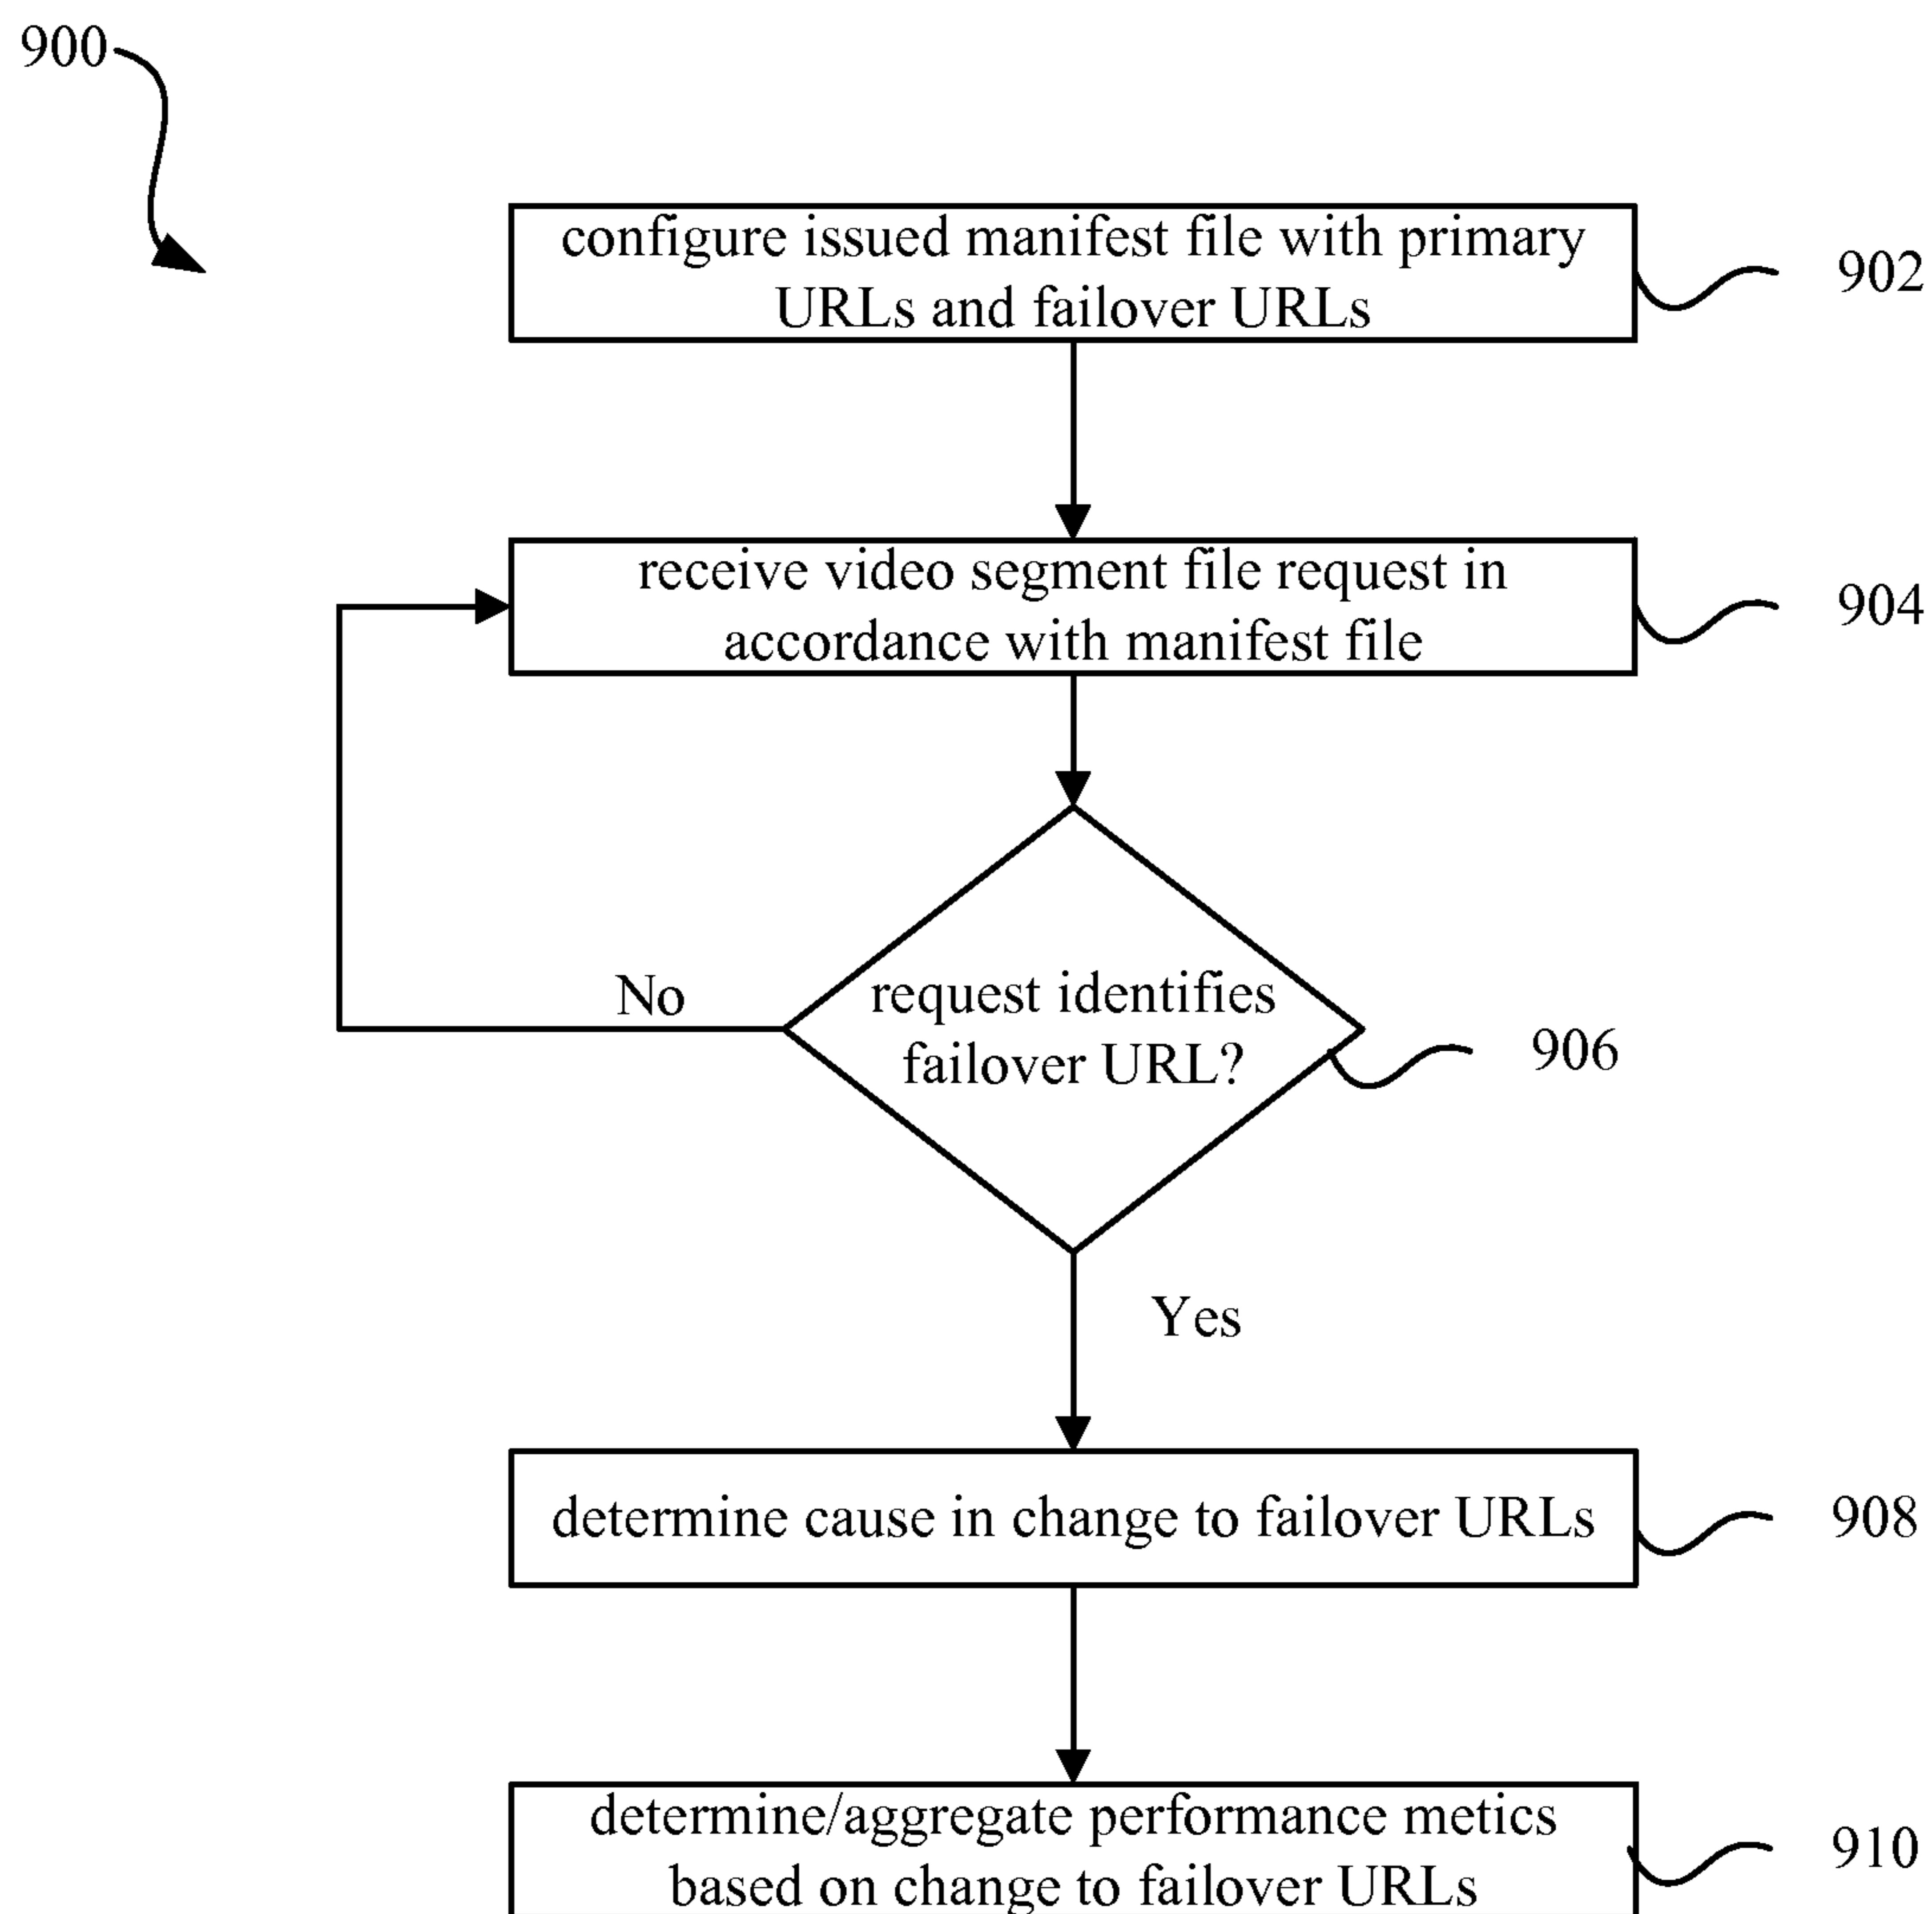 900
configure issued manifest file with primary
URLs and failover URLs
902
receive video segment file request in
accordance with manifest file
904
No
request identifies
failover URL?
906
Yes
determine cause in change to failover URLs
908
determine/aggregate performance metics
based on change to failover URLs
910